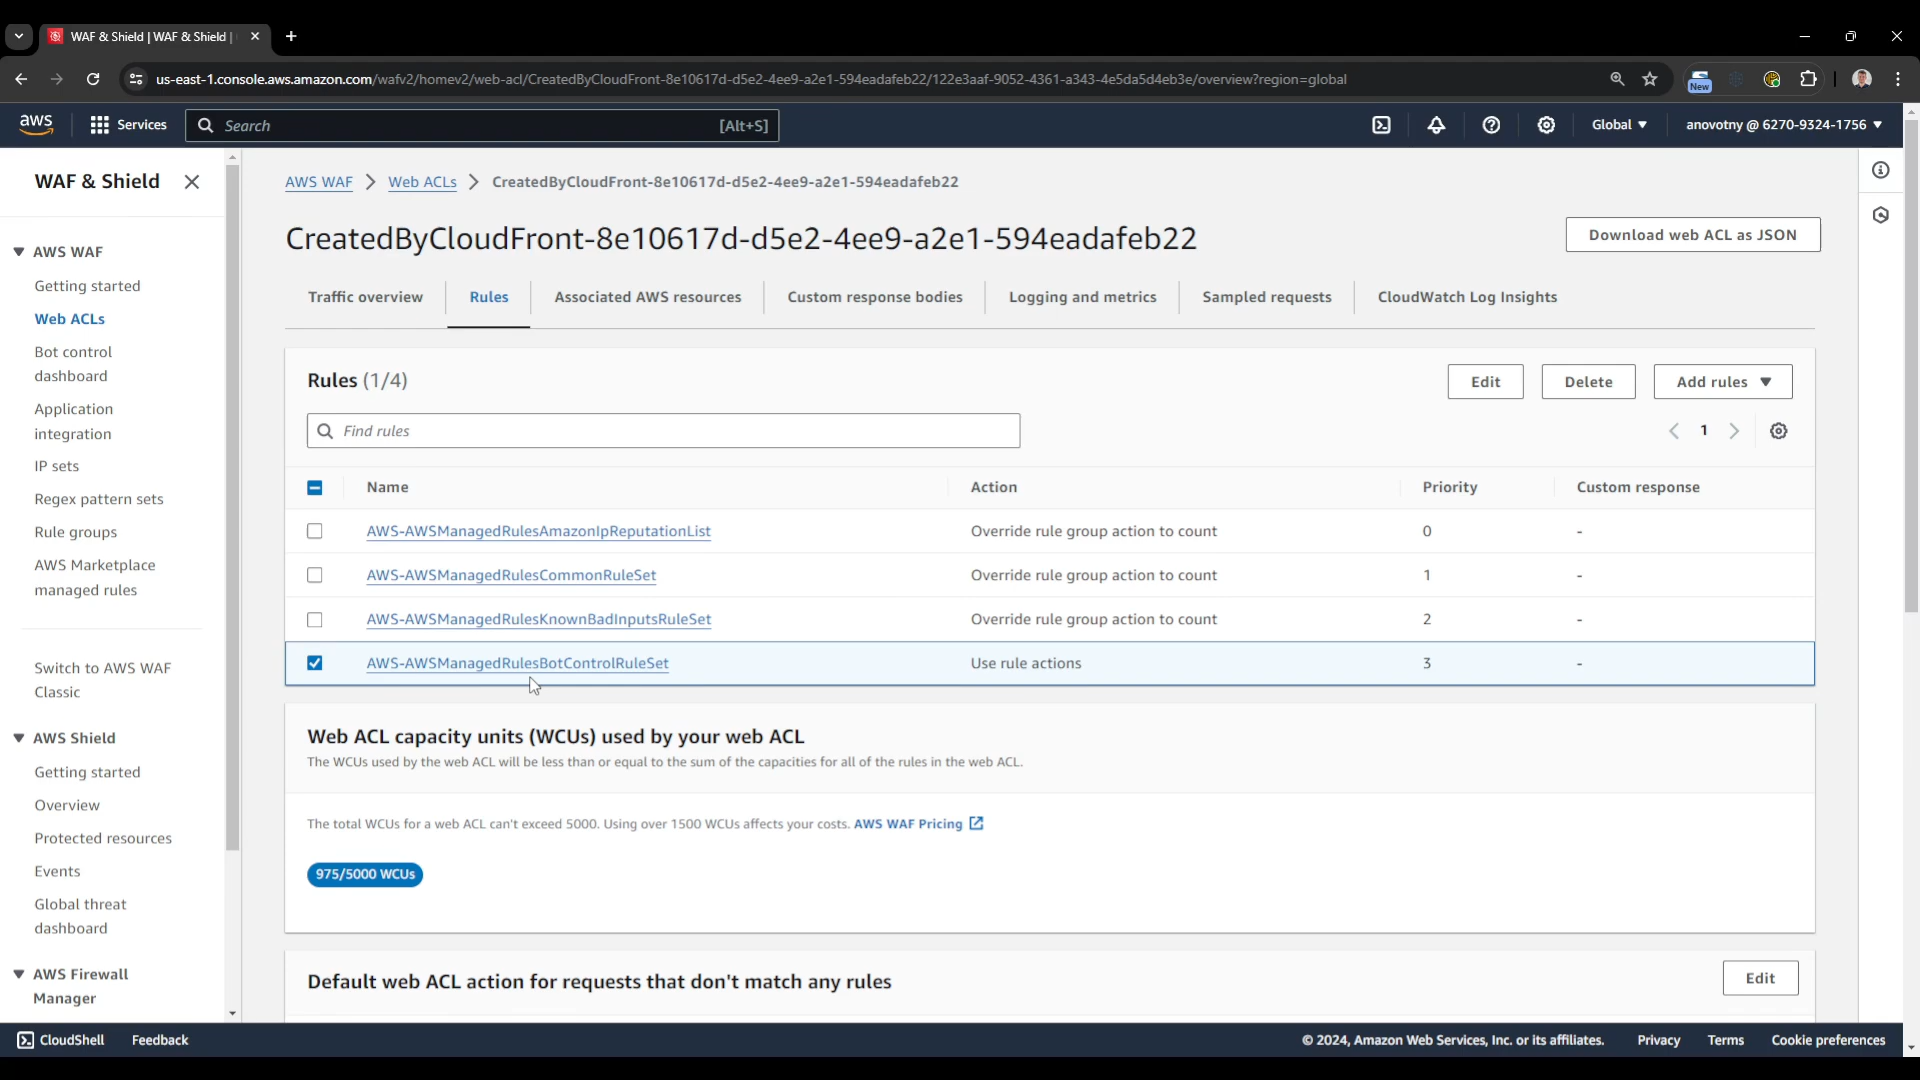 WAF & Shield | WAF & Shield |
us-east-1.console.aws.amazon.com/wafv2/homev2/web-acl/CreatedByCloudFront-8e10617d-d5e2-4ee9-a2e1-594eadafeb22/122e3aaf-9052-4361-a343-4e5da5d4eb3e/overview?region=global
New
aws
Services
Search
[Alt+S]
Global
anovotny @ 6270-9324-1756
WAF & Shield
AWS WAF
Getting started
Web ACLs
Bot control
dashboard
Application
integration
IP sets
Regex pattern sets
Rule groups
AWS Marketplace
managed rules
Switch to AWS WAF
Classic
AWS Shield
Getting started
Overview
Protected resources
Events
Global threat
dashboard
AWS Firewall
Manager
AWS WAF > Web ACLs > CreatedByCloudFront-8e10617d-d5e2-4ee9-a2e1-594eadafeb22
CreatedByCloudFront-8e10617d-d5e2-4ee9-a2e1-594eadafeb22
Download web ACL as JSON
Traffic overview
Rules
Associated AWS resources
Custom response bodies
Logging and metrics
Sampled requests
CloudWatch Log Insights
Rules (1/4)
Edit
Delete
Add rules
Find rules
1
Name Action Priority Custom response
AWS-AWSManagedRulesAmazonIpReputationList Override rule group action to count 0 -
AWS-AWSManagedRulesCommonRuleSet Override rule group action to count 1 -
AWS-AWSManagedRulesKnownBadInputsRuleSet Override rule group action to count 2 -
AWS-AWSManagedRulesBotControlRuleSet Use rule actions 3 -
Web ACL capacity units (WCUs) used by your web ACL
The WCUs used by the web ACL will be less than or equal to the sum of the capacities for all of the rules in the web ACL.
The total WCUs for a web ACL can't exceed 5000. Using over 1500 WCUs affects your costs. AWS WAF Pricing
975/5000 WCUs
Default web ACL action for requests that don't match any rules
Edit
CloudShell
Feedback
© 2024, Amazon Web Services, Inc. or its affiliates.
Privacy
Terms
Cookie preferences